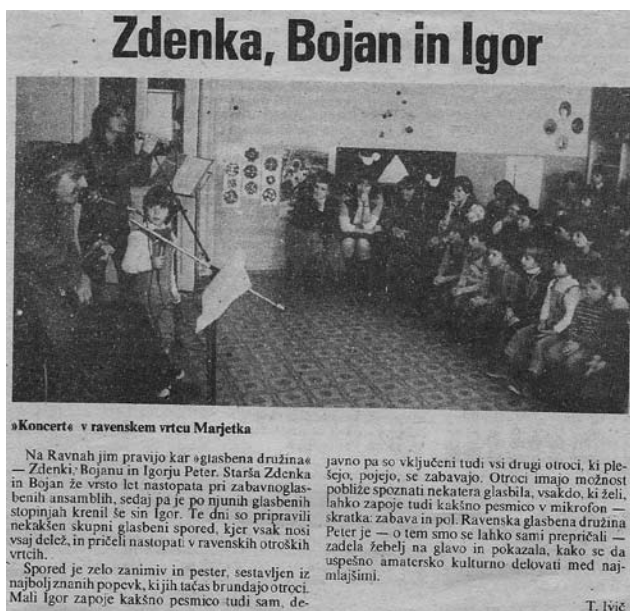 Zdenka, Bojan in Igor
»Koncert« v ravenskem vrtcu Marjetka
Na Ravnah jim pravijo kar »glasbena družina«
— Zdenki, Bojanu in Igorju Peter. Starša Zdenka
in Bojan že vrsto let nastopata pri zabavnoglas-
benih ansamblih, sedaj pa je po njunih glasbenih
stopinjah krenil še sin Igor. Te dni so pripravili
nekakšen skupni glasbeni spored, kjer vsak nosi
vsaj delež, in pričeli nastopati v ravenskih otroških
vrtcih.
Spored je zelo zanimiv in pester, sestavljen iz
najbolj znanih popevk, ki jih tačas brundajo otroci.
Mali Igor zapoje kakšno pesmico tudi sam, de-
javno pa so vključeni tudi vsi drugi otroci, ki ple-
šejo, pojejo, se zabavajo. Otroci imajo možnost
pobliže spoznati nekatera glasbila, vsakdo, ki želi,
lahko zapoje tudi kakšno pesmico v mikrofon —
skratka: zabava in pol. Ravenska glasbena družina
Peter je — o tem smo se lahko sami prepričali —
zadela žebelj na glavo in pokazala, kako se da
uspešno amatersko kulturno delovati med naj-
mlajšimi.
T. Ivič